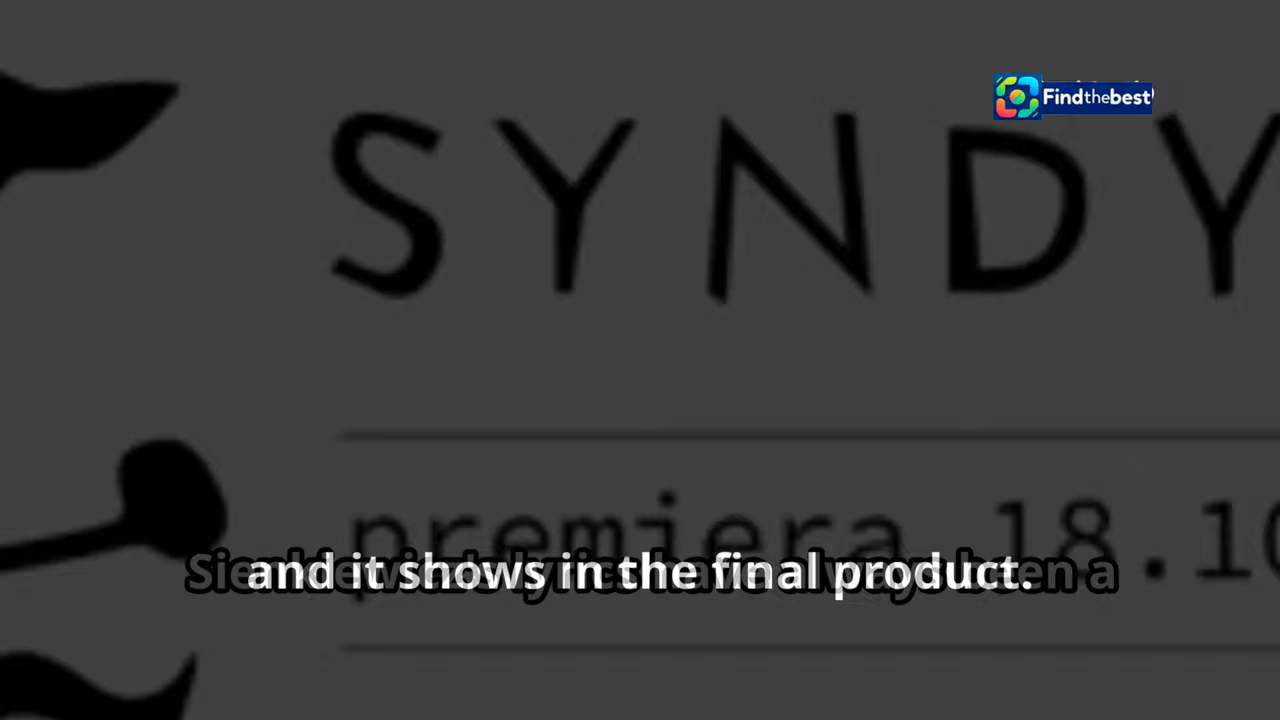 Findthebest
SYNDY
premiera 18.10
and it shows in the final product.